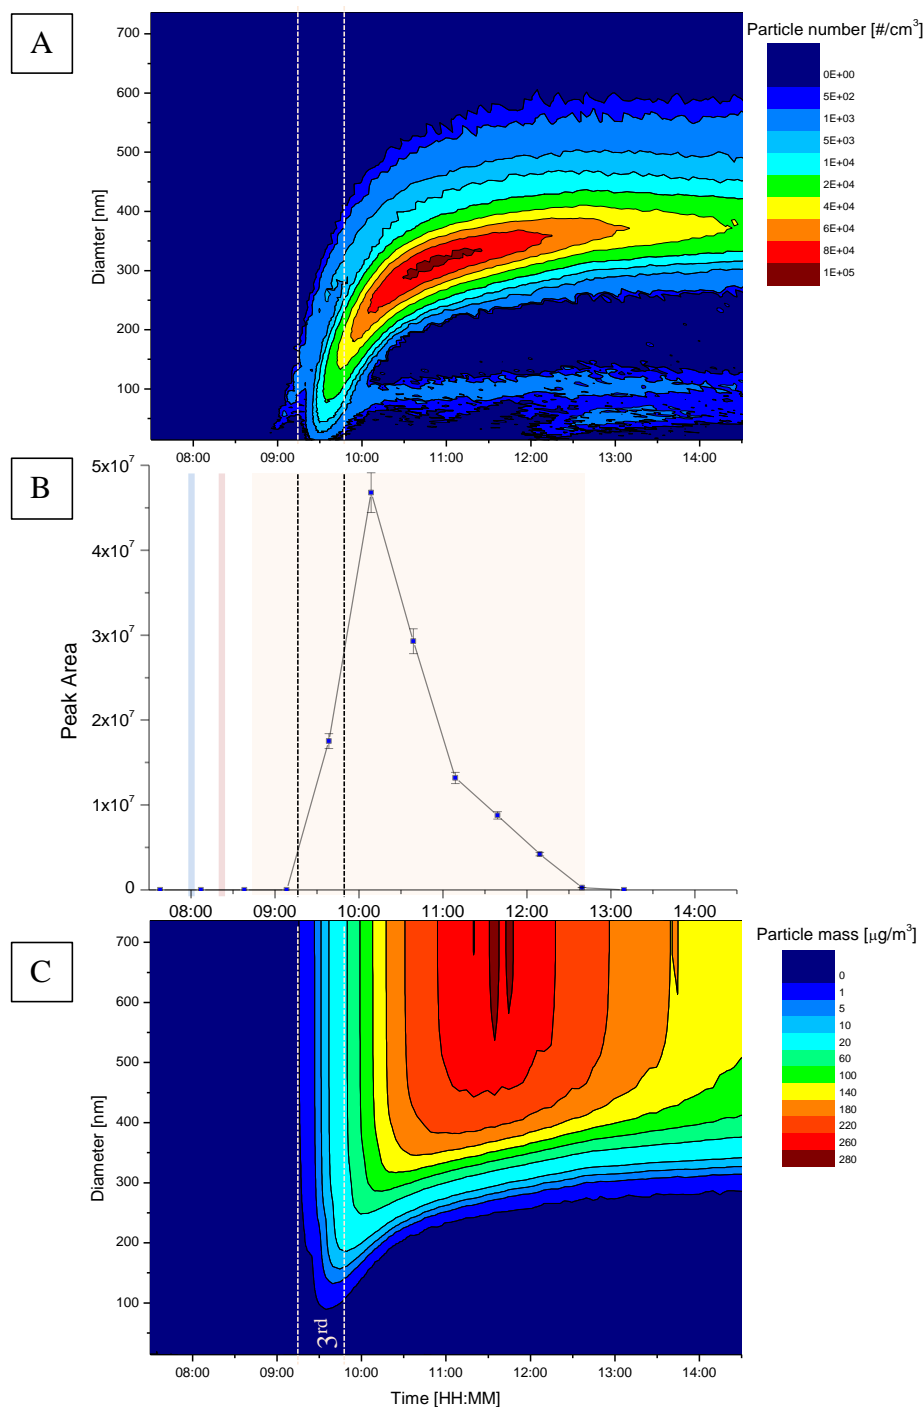 A
Particle number [#/cm³]
0E+00
5E+02
1E+03
5E+03
1E+04
2E+04
4E+04
6E+04
8E+04
1E+05
Diamter [nm]
700
600
500
400
300
200
100
08:00 09:00 10:00 11:00 12:00 13:00 14:00
B
Peak Area
5x10⁷
4x10⁷
3x10⁷
2x10⁷
1x10⁷
0
08:00 09:00 10:00 11:00 12:00 13:00 14:00
C
Particle mass [μg/m³]
0
1
5
10
20
60
100
140
180
220
260
280
Diameter [nm]
700
600
500
400
300
200
100
3rd
08:00 09:00 10:00 11:00 12:00 13:00 14:00
Time [HH:MM]